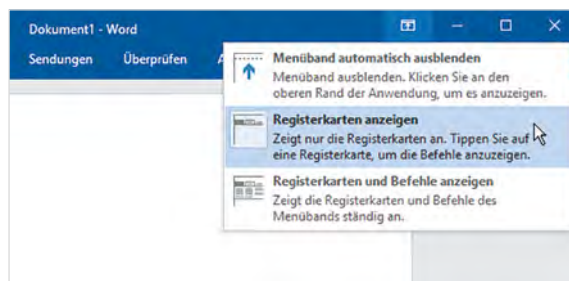 Dokument1 - Word
Sendungen Überprüfen
Menüband automatisch ausblenden
Menüband ausblenden. Klicken Sie an den
oberen Rand der Anwendung, um es anzuzeigen.
Registerkarten anzeigen
Zeigt nur die Registerkarten an. Tippen Sie auf
eine Registerkarte, um die Befehle anzuzeigen.
Registerkarten und Befehle anzeigen
Zeigt die Registerkarten und Befehle des
Menübands ständig an.